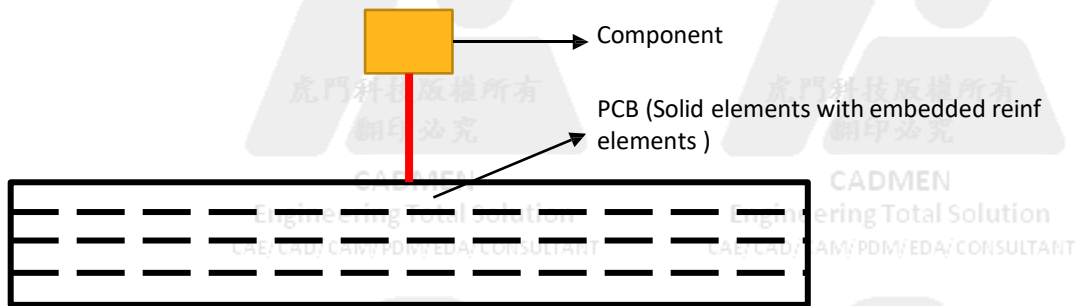 Component
PCB (Solid elements with embedded reinf
elements )
虎門科技版權所有
翻印必究
CADMEN
Engineering Total Solution
CAE/CAD/CAM/PDM/EDA/CONSULTANT
虎門科技版權所有
翻印必究
CADMEN
Engineering Total Solution
CAE/CAD/CAM/PDM/EDA/CONSULTANT